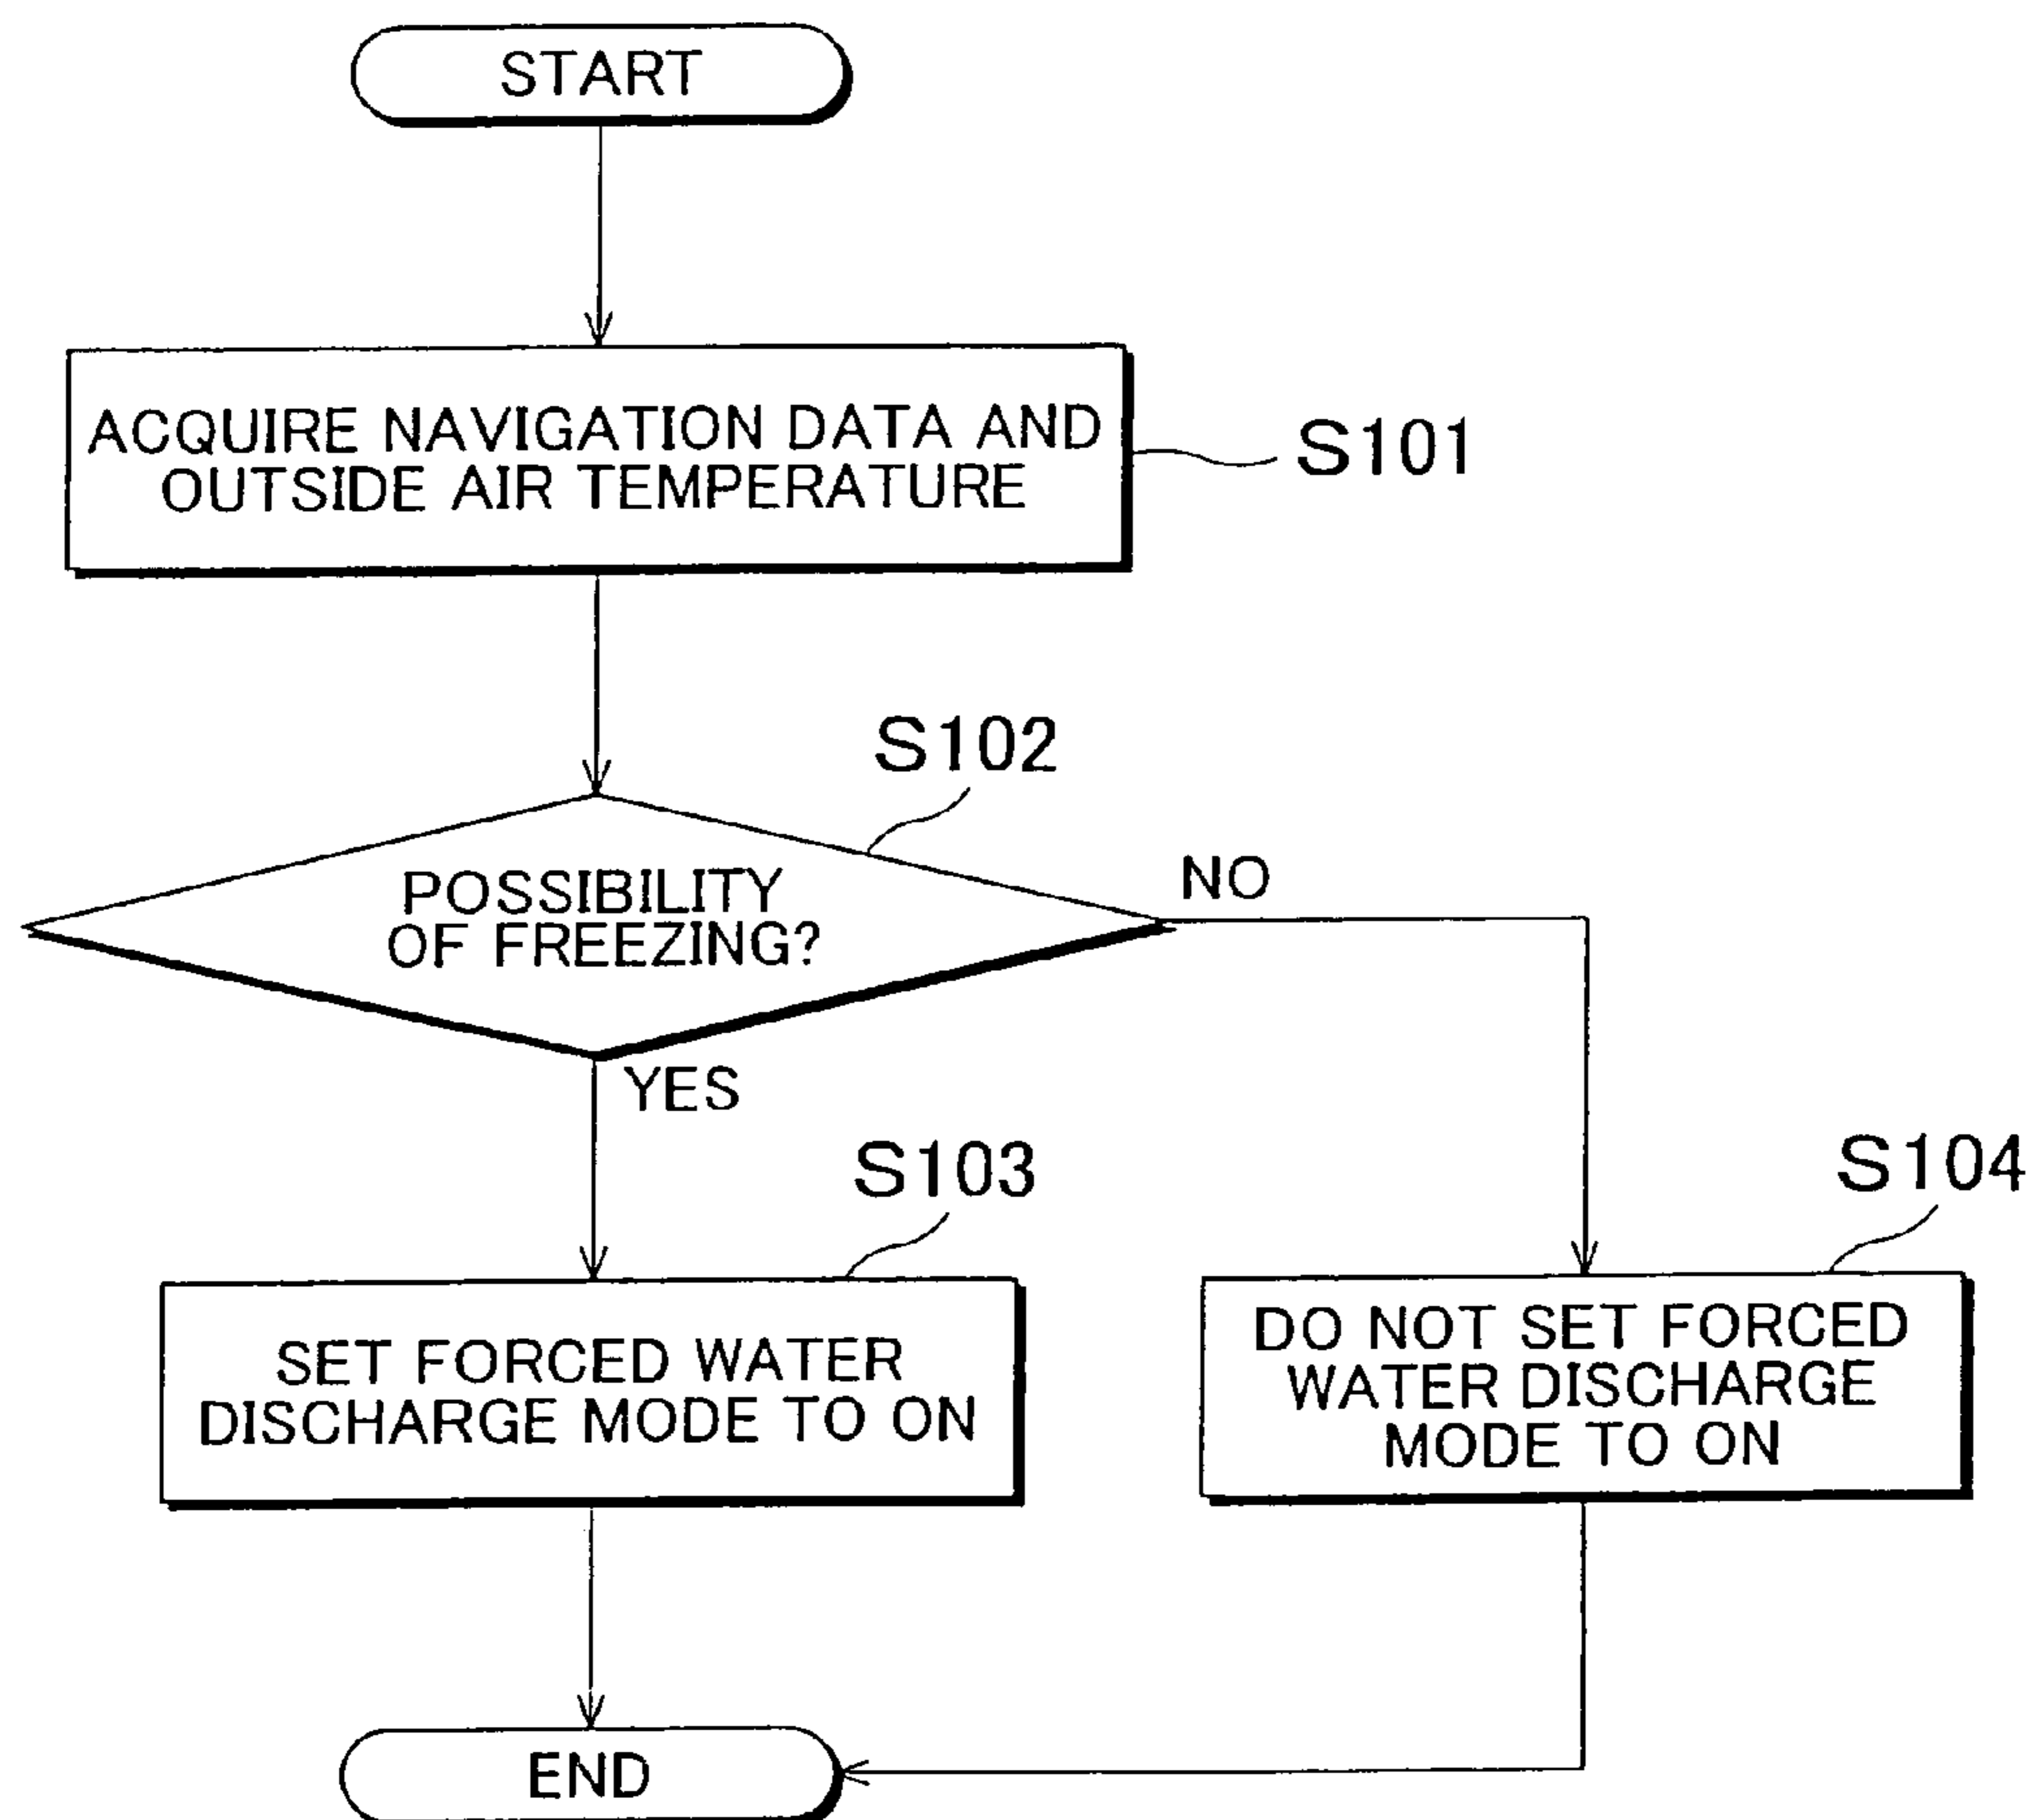 START
ACQUIRE NAVIGATION DATA AND
OUTSIDE AIR TEMPERATURE
S101
S102
POSSIBILITY
OF FREEZING?
NO
YES
S103
SET FORCED WATER
DISCHARGE MODE TO ON
S104
DO NOT SET FORCED
WATER DISCHARGE
MODE TO ON
END